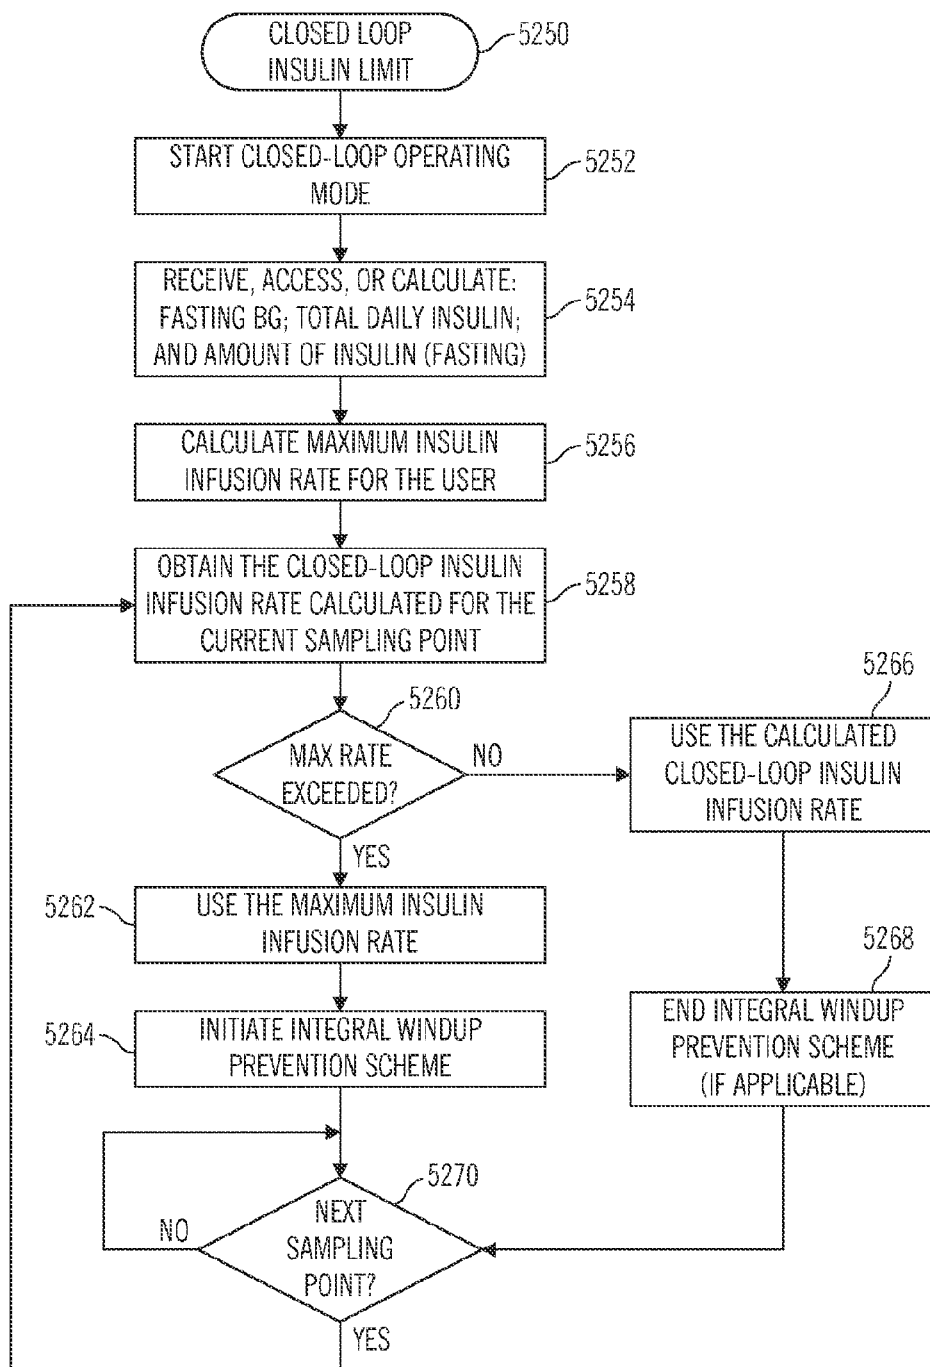 CLOSED LOOP
INSULIN LIMIT
5250
START CLOSED-LOOP OPERATING
MODE
5252
RECEIVE, ACCESS, OR CALCULATE:
FASTING BG; TOTAL DAILY INSULIN;
AND AMOUNT OF INSULIN (FASTING)
5254
CALCULATE MAXIMUM INSULIN
INFUSION RATE FOR THE USER
5256
OBTAIN THE CLOSED-LOOP INSULIN
INFUSION RATE CALCULATED FOR THE
CURRENT SAMPLING POINT
5258
5260
MAX RATE
EXCEEDED?
NO
YES
5266
USE THE CALCULATED
CLOSED-LOOP INSULIN
INFUSION RATE
5262
USE THE MAXIMUM INSULIN
INFUSION RATE
5264
INITIATE INTEGRAL WINDUP
PREVENTION SCHEME
5268
END INTEGRAL WINDUP
PREVENTION SCHEME
(IF APPLICABLE)
5270
NEXT
SAMPLING
POINT?
NO
YES